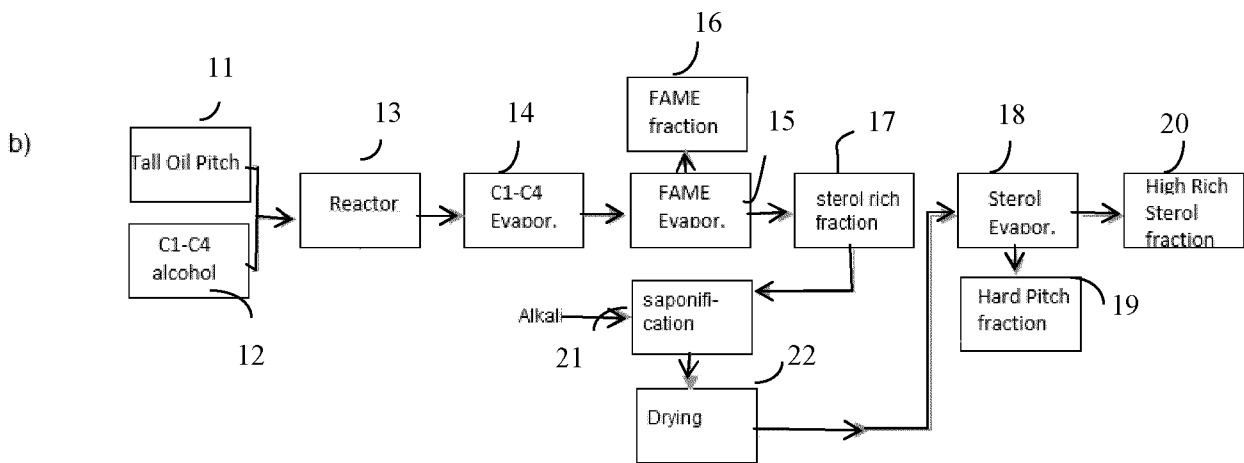 b)
11
Tall Oil Pitch
C1-C4
alcohol
12
13
Reactor
14
C1-C4
Evapor.
16
FAME
fraction
15
FAME
Evapor.
17
sterol rich
fraction
Alkali
21
saponifi-
cation
22
Drying
18
Sterol
Evapor.
19
Hard Pitch
fraction
20
High Rich
Sterol
fraction